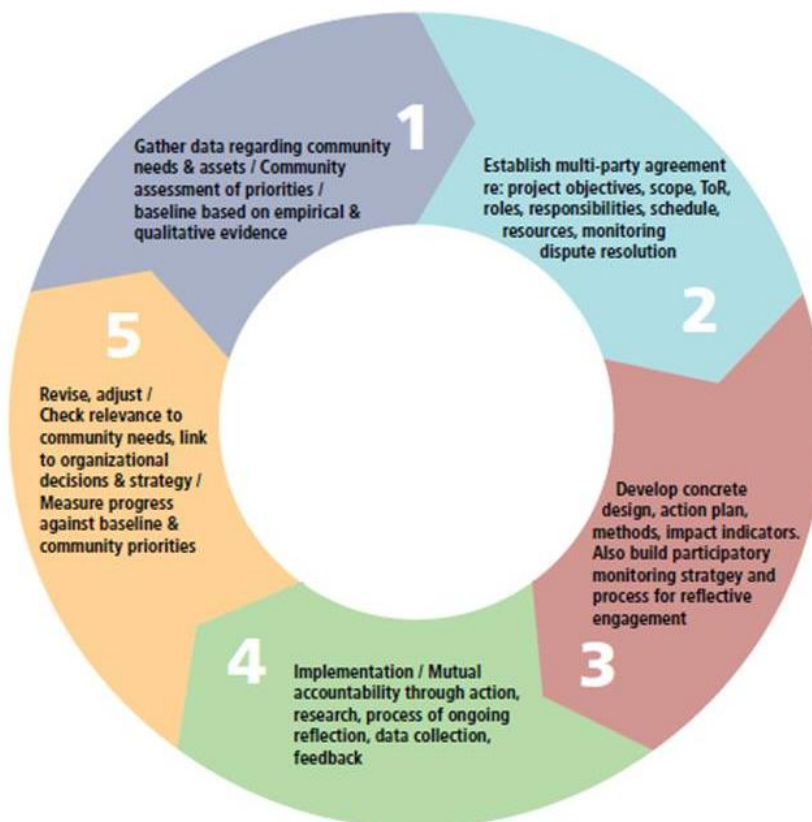 1
Gather data regarding community
needs & assets / Community
assessment of priorities /
baseline based on empirical &
qualitative evidence
Establish multi-party agreement
re: project objectives, scope, ToR,
roles, responsibilities, schedule,
resources, monitoring
dispute resolution
2
Develop concrete
design, action plan,
methods, impact indicators.
Also build participatory
monitoring stratgey and
process for reflective
engagement
3
4
Implementation / Mutual
accountability through action,
research, process of ongoing
reflection, data collection,
feedback
5
Revise, adjust /
Check relevance to
community needs, link
to organizational
decisions & strategy /
Measure progress
against baseline &
community priorities